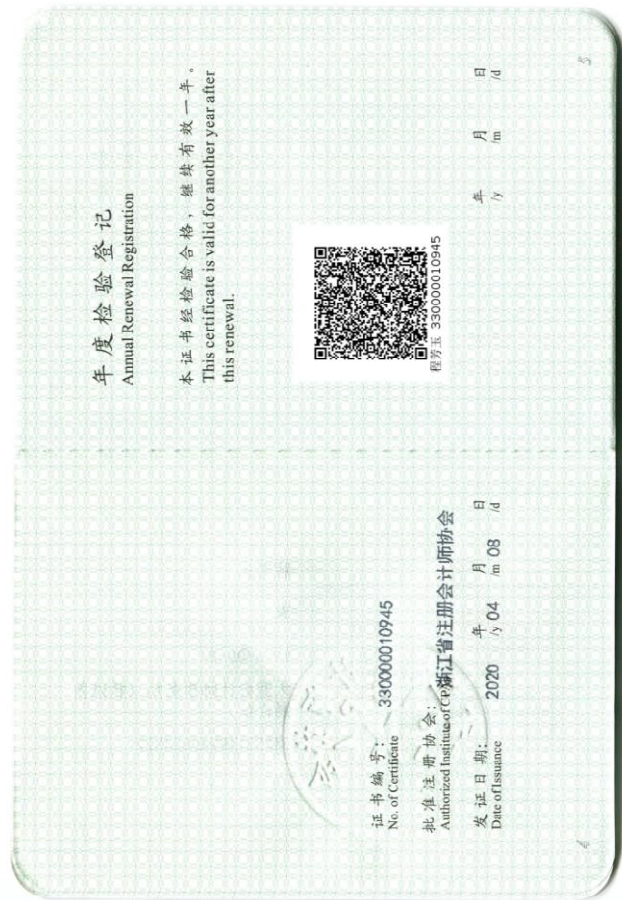 证书编号：
No. of Certificate
330000010945
批准注册协会：
Authorized Institute of CPAs
浙江省注册会计师协会
发证日期：
Date of Issuance
2020 年 /y 04 月 /m 08 日 /d
4
年度检验登记
Annual Renewal Registration
本证书经检验合格，继续有效一年。
This certificate is valid for another year after
this renewal.
程芳玉 330000010945
年 /y 月 /m 日 /d
5